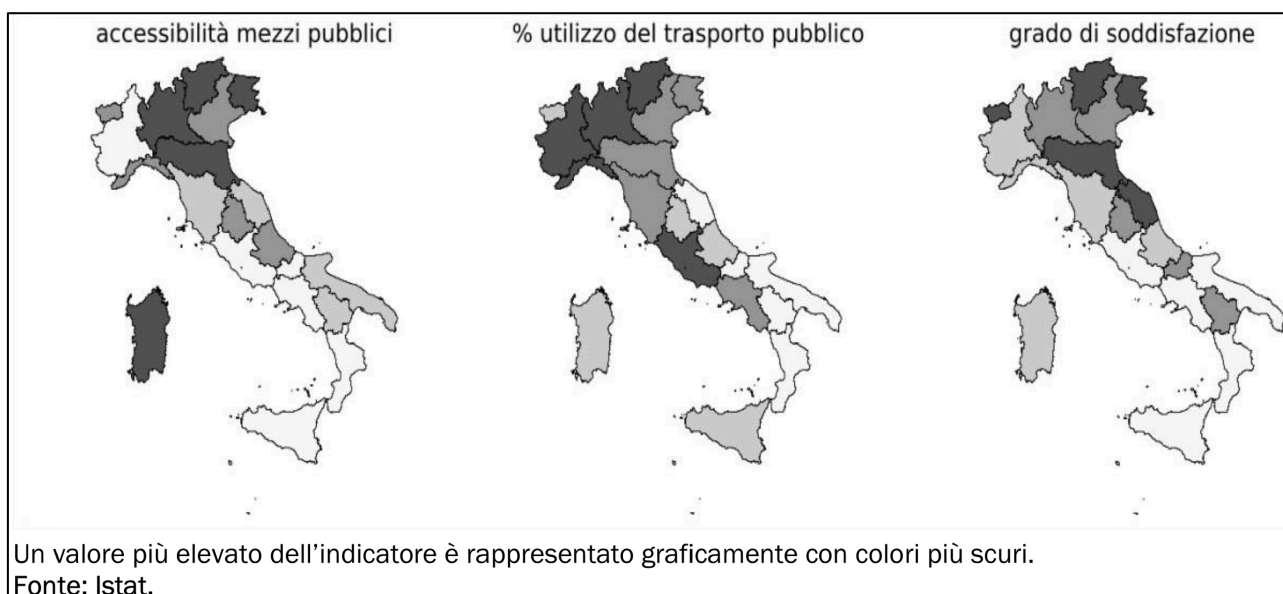 accessibilità mezzi pubblici
% utilizzo del trasporto pubblico
grado di soddisfazione
Un valore più elevato dell'indicatore è rappresentato graficamente con colori più scuri.
Fonte: Istat.